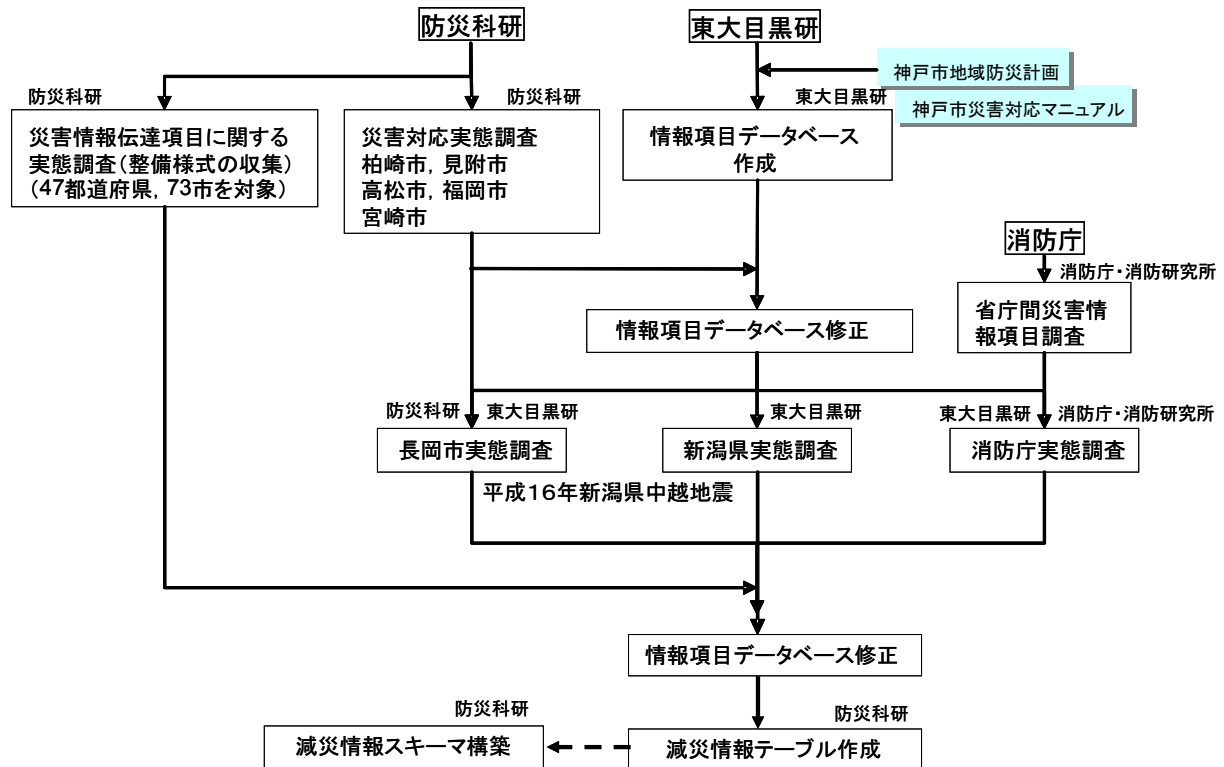 防災科研
東大目黒研
神戸市地域防災計画
神戸市災害対応マニュアル
防災科研
災害情報伝達項目に関する
実態調査(整備様式の収集)
(47都道府県, 73市を対象)
防災科研
災害対応実態調査
柏崎市, 見附市
高松市, 福岡市
宮崎市
東大目黒研
情報項目データベース
作成
消防庁
消防庁・消防研究所
省庁間災害情
報項目調査
情報項目データベース修正
防災科研
東大目黒研
長岡市実態調査
東大目黒研
新潟県実態調査
東大目黒研
消防庁・消防研究所
消防庁実態調査
平成16年新潟県中越地震
情報項目データベース修正
防災科研
減災情報テーブル作成
防災科研
減災情報スキーマ構築